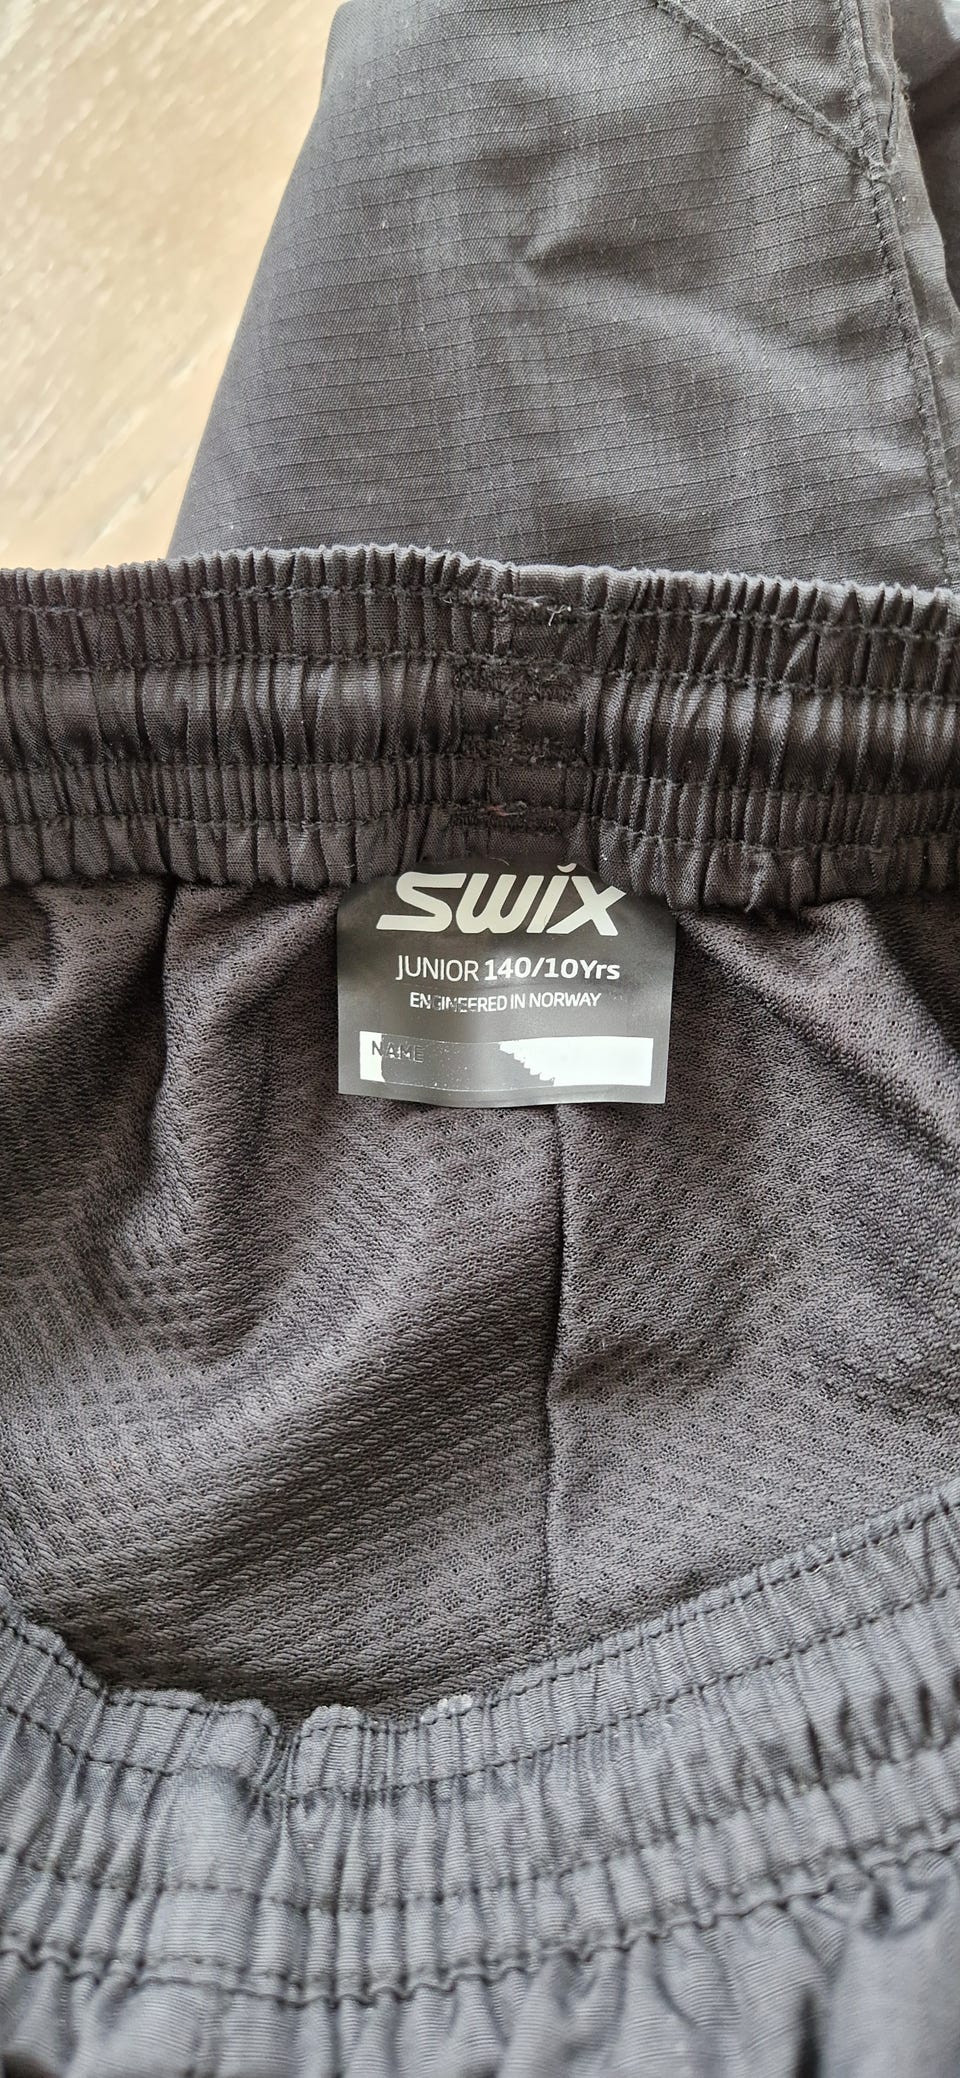 SWIX
JUNIOR 140/10Yrs
ENGINEERED IN NORWAY
NAME